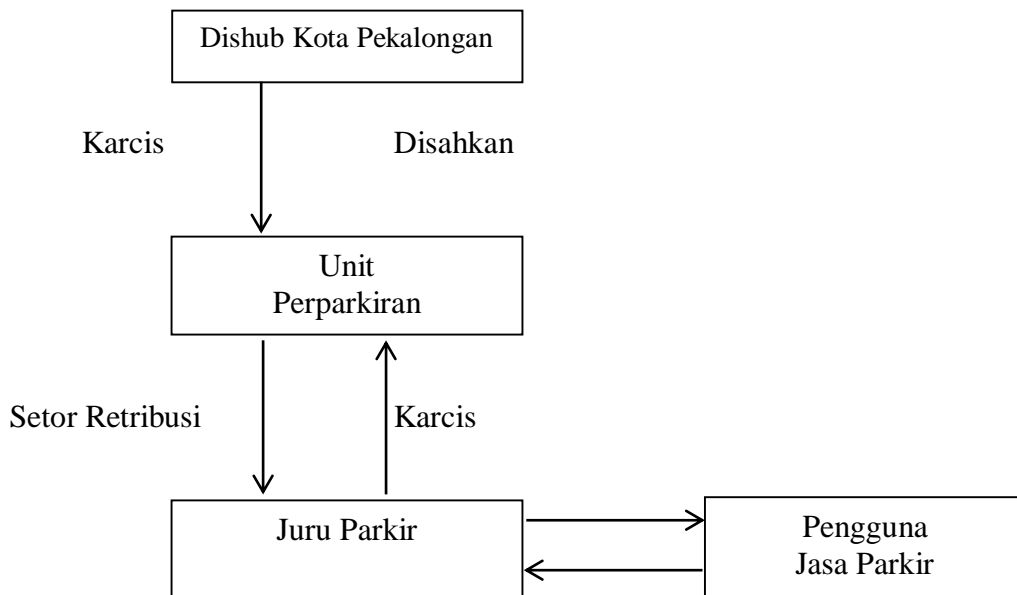 Dishub Kota Pekalongan
Karcis
Disahkan
Unit
Perparkiran
Setor Retribusi
Karcis
Juru Parkir
Pengguna
Jasa Parkir